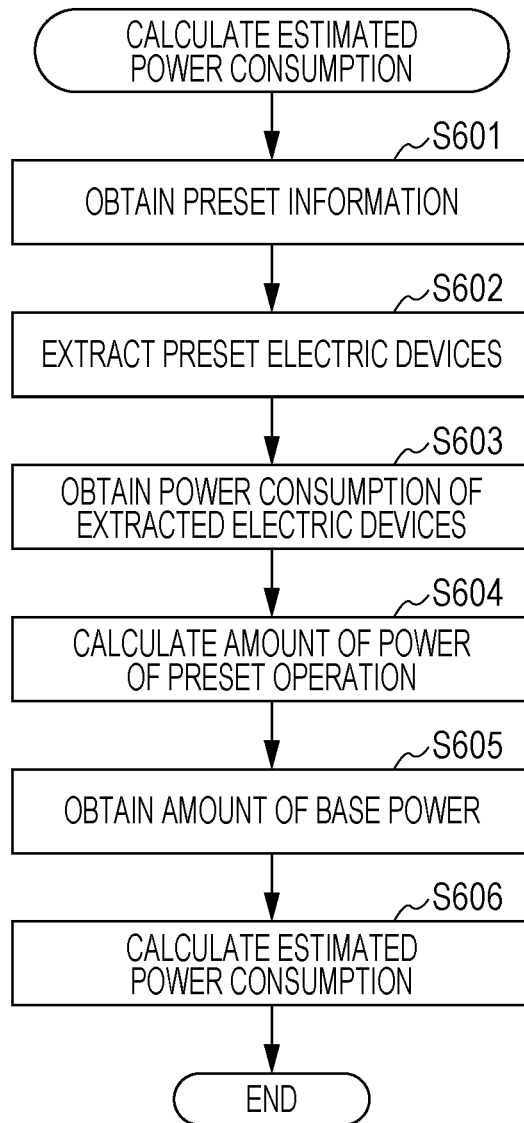 CALCULATE ESTIMATED
POWER CONSUMPTION
S601
OBTAIN PRESET INFORMATION
S602
EXTRACT PRESET ELECTRIC DEVICES
S603
OBTAIN POWER CONSUMPTION OF
EXTRACTED ELECTRIC DEVICES
S604
CALCULATE AMOUNT OF POWER
OF PRESET OPERATION
S605
OBTAIN AMOUNT OF BASE POWER
S606
CALCULATE ESTIMATED
POWER CONSUMPTION
END